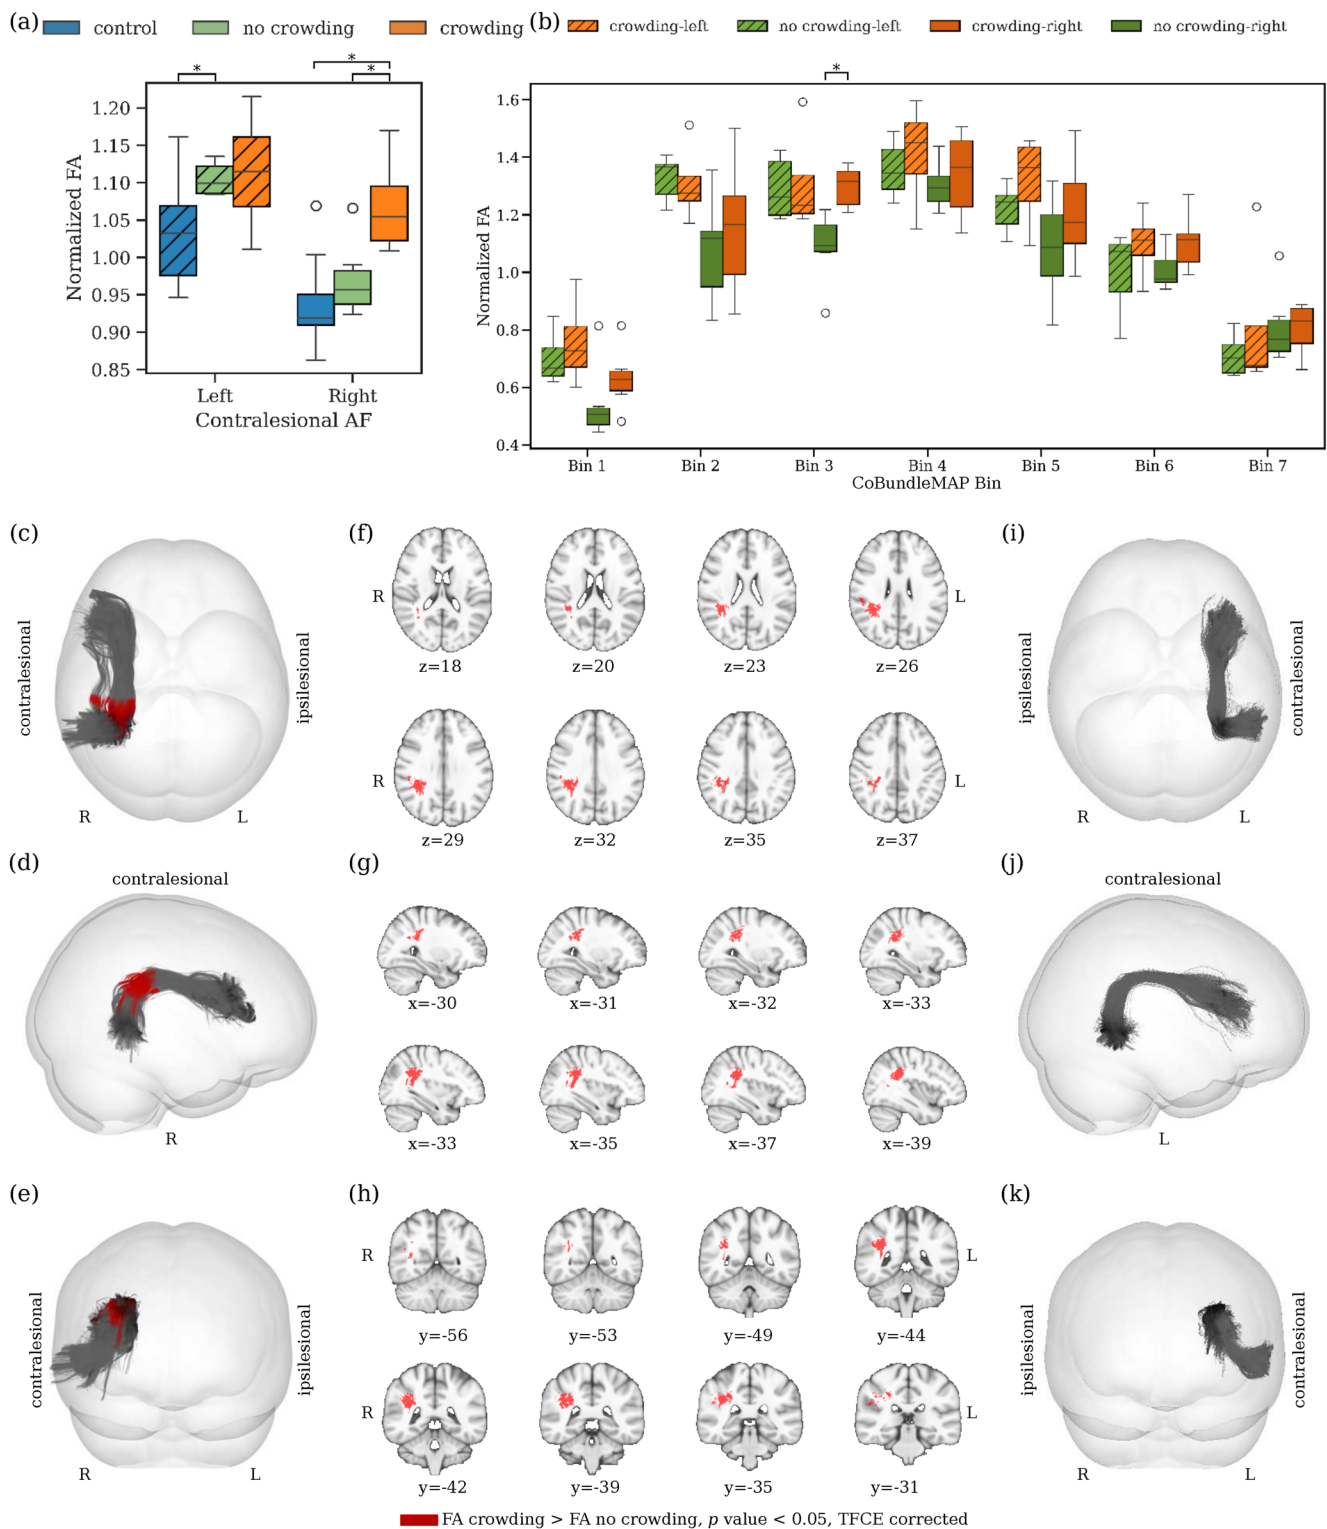 (a) control no crowding crowding
* * *
Normalized FA
1.20
1.15
1.10
1.05
1.00
0.95
0.90
0.85
Left Right
Contralesional AF
(b) crowding-left no crowding-left crowding-right no crowding-right
*
Normalized FA
1.6
1.4
1.2
1.0
0.8
0.6
0.4
Bin 1 Bin 2 Bin 3 Bin 4 Bin 5 Bin 6 Bin 7
CoBundleMAP Bin
(c)
contralesional
ipsilesional
R L
(f)
R L
z=18 z=20 z=23 z=26
R L
z=29 z=32 z=35 z=37
(i)
ipsilesional
contralesional
R L
(d)
contralesional
R
(g)
x=-30 x=-31 x=-32 x=-33
x=-33 x=-35 x=-37 x=-39
(j)
contralesional
L
(e)
contralesional
ipsilesional
R L
(h)
R L
y=-56 y=-53 y=-49 y=-44
R L
y=-42 y=-39 y=-35 y=-31
(k)
ipsilesional
contralesional
R L
FA crowding > FA no crowding, p value < 0.05, TFCE corrected